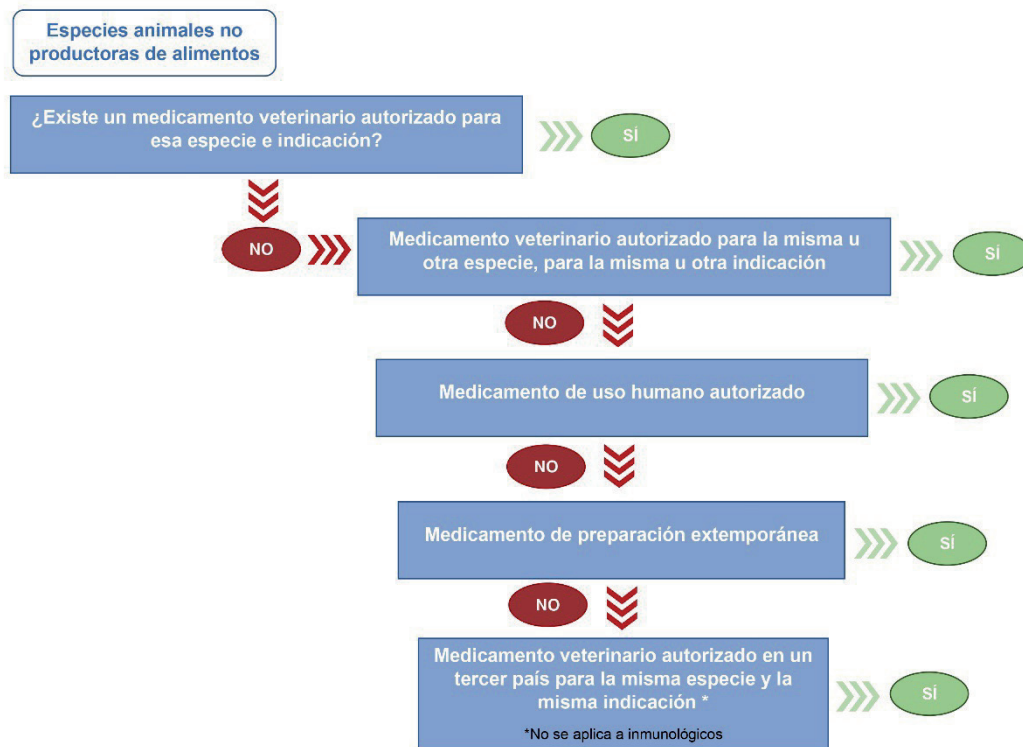 Especies animales no
productoras de alimentos
¿Existe un medicamento veterinario autorizado para
esa especie e indicación?
SÍ
NO
Medicamento veterinario autorizado para la misma u
otra especie, para la misma u otra indicación
SÍ
NO
Medicamento de uso humano autorizado
SÍ
NO
Medicamento de preparación extemporánea
SÍ
NO
Medicamento veterinario autorizado en un
tercer país para la misma especie y la
misma indicación *
*No se aplica a inmunológicos
SÍ